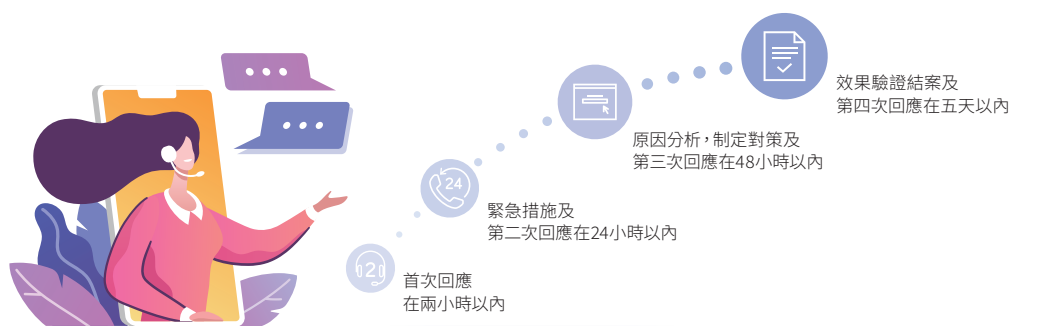 效果驗證結案及
第四次回應在五天以內
原因分析，制定對策及
第三次回應在48小時以內
24
緊急措施及
第二次回應在24小時以內
2
首次回應
在兩小時以內